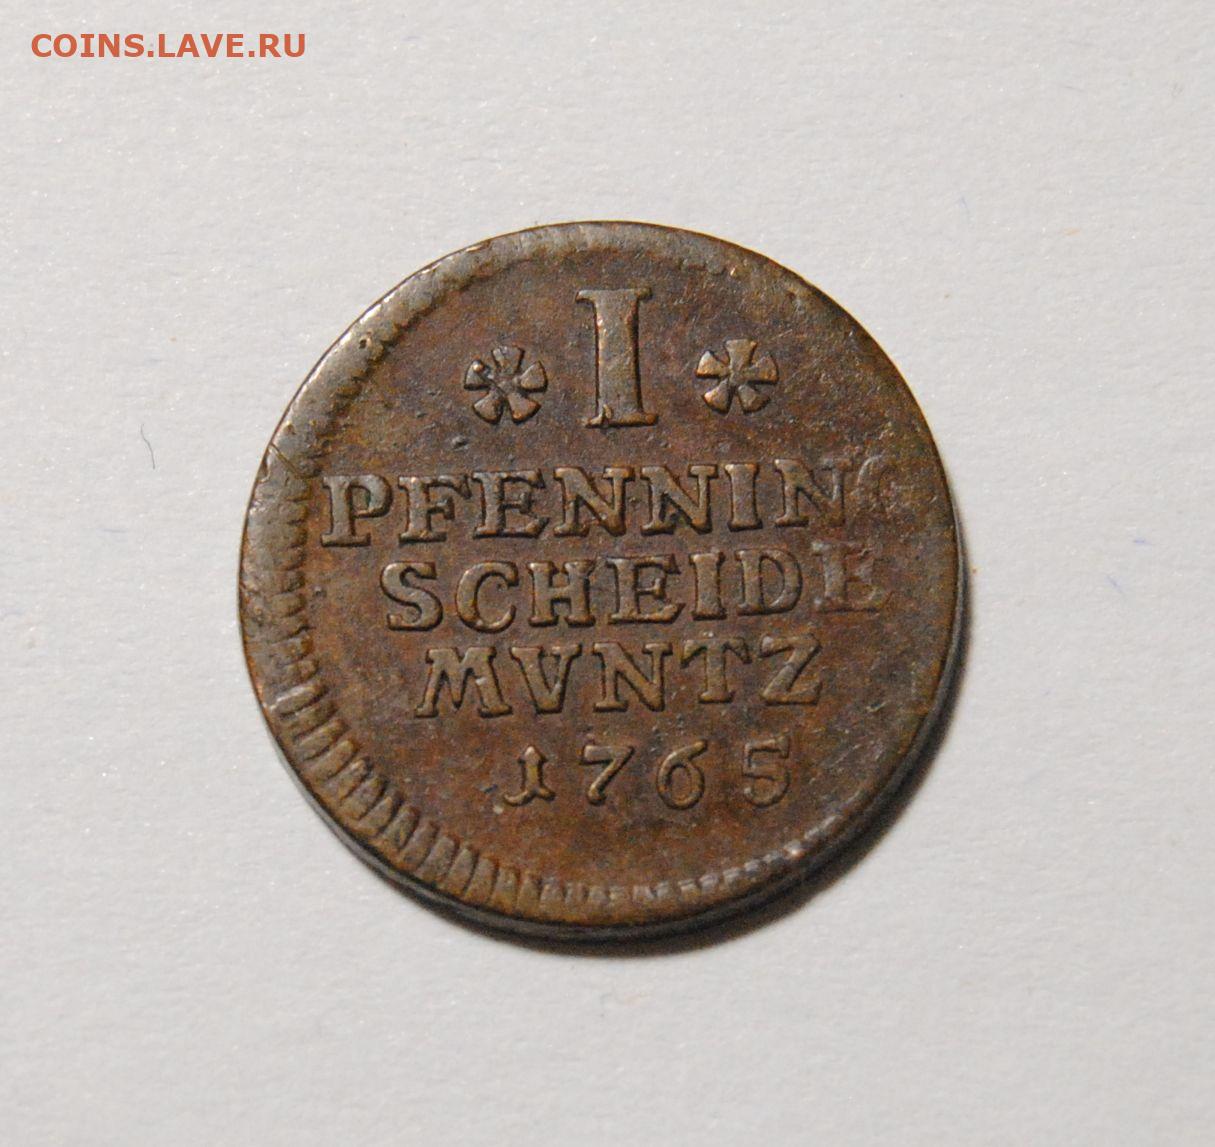 COINS.LAVE.RU
I
PFENNING
SCHEIDE
MVNTZ
1765